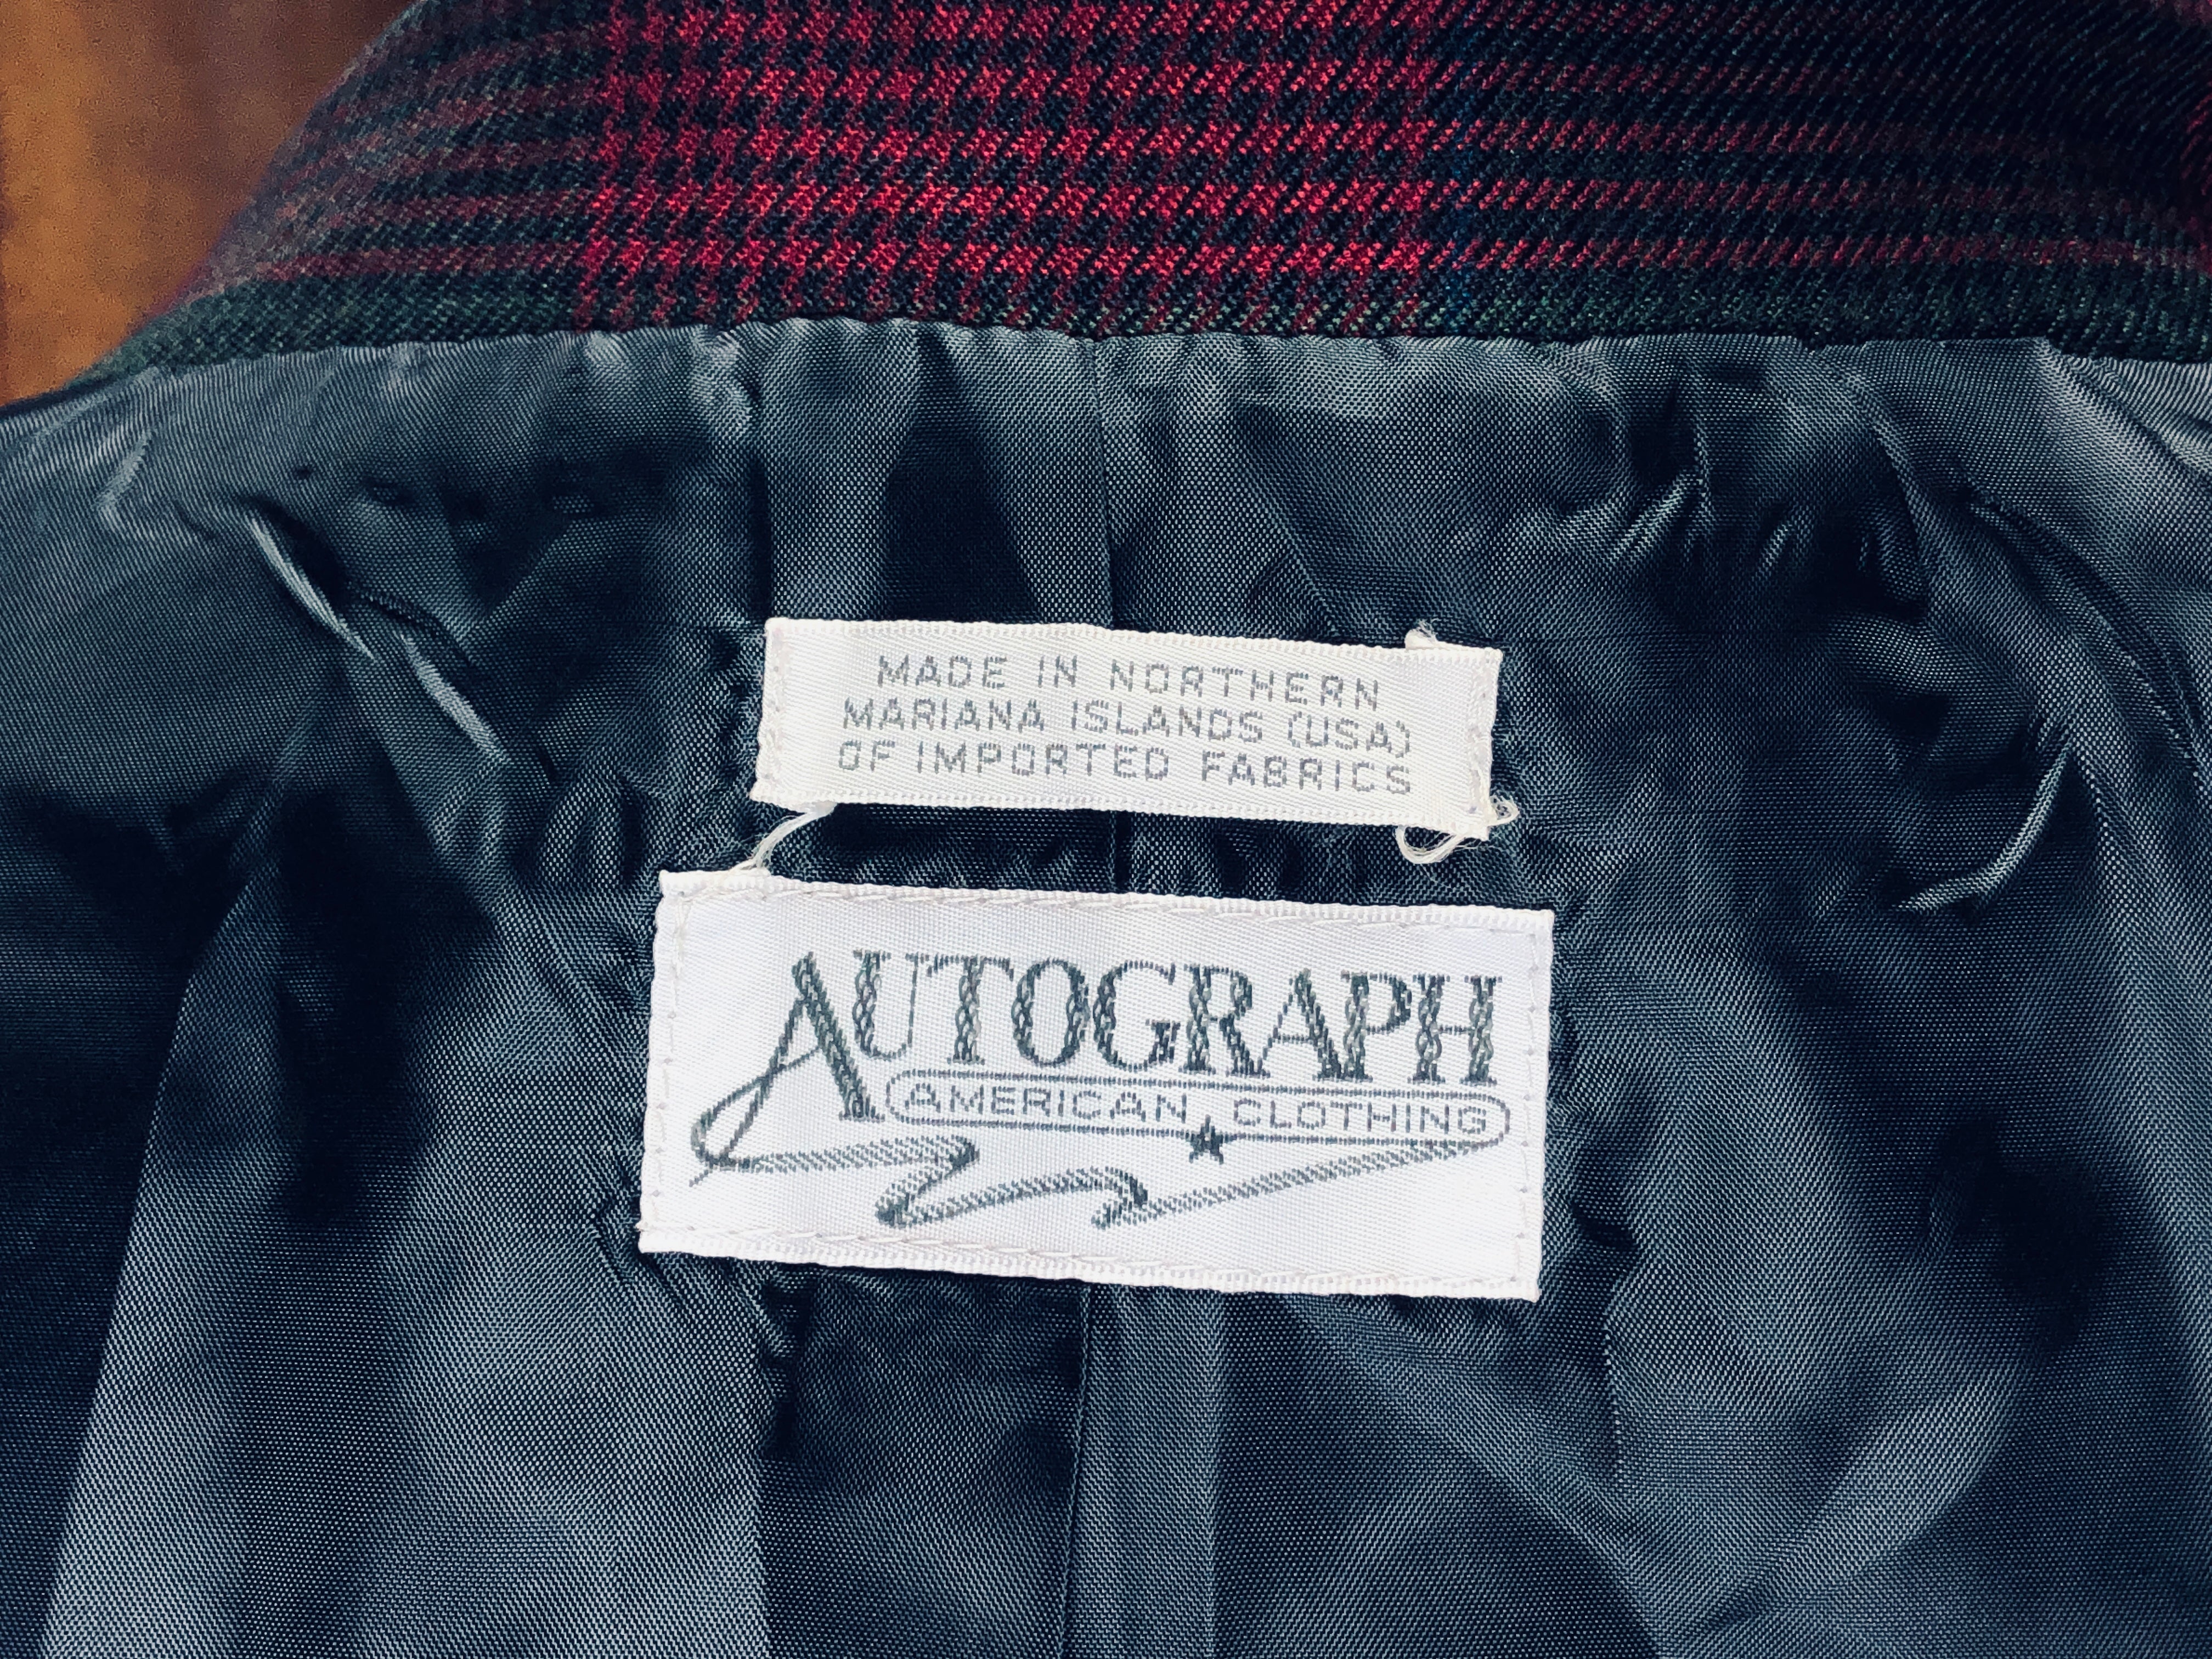 MADE IN NORTHERN
MARIANA ISLANDS (USA)
OF IMPORTED FABRICS
AUTOGRAPH
AMERICAN CLOTHING